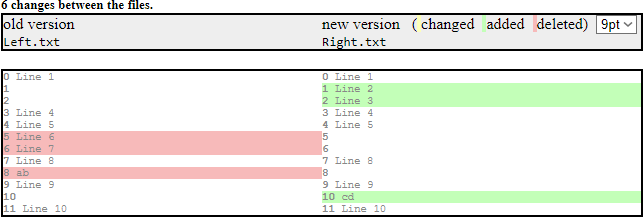 6 changes between the files.
old version new version ( changed added deleted) 9pt
Left.txt Right.txt
0 Line 1 0 Line 1
1 1 Line 2
2 2 Line 3
3 Line 4 3 Line 4
4 Line 5 4 Line 5
5 Line 6 5
6 Line 7 6
7 Line 8 7 Line 8
8 ab 8
9 Line 9 9 Line 9
10 10 cd
11 Line 10 11 Line 10